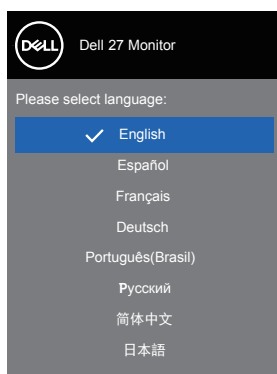 DELL
Dell 27 Monitor
Please select language:
English
Español
Français
Deutsch
Português(Brasil)
Русский
简体中文
日本語